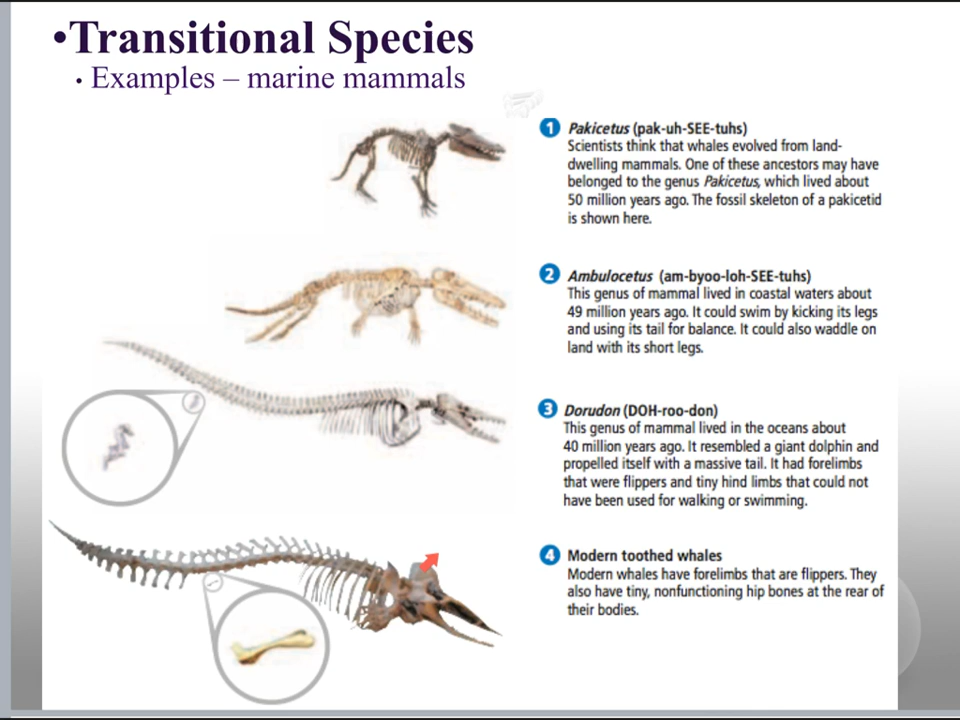 •Transitional Species
• Examples – marine mammals
1 Pakicetus (pak-uh-SEE-tuhs)
Scientists think that whales evolved from land-
dwelling mammals. One of these ancestors may have
belonged to the genus Pakicetus, which lived about
50 million years ago. The fossil skeleton of a pakicetid
is shown here.
2 Ambulocetus (am-byoo-loh-SEE-tuhs)
This genus of mammal lived in coastal waters about
49 million years ago. It could swim by kicking its legs
and using its tail for balance. It could also waddle on
land with its short legs.
3 Dorudon (DOH-roo-don)
This genus of mammal lived in the oceans about
40 million years ago. It resembled a giant dolphin and
propelled itself with a massive tail. It had forelimbs
that were flippers and tiny hind limbs that could not
have been used for walking or swimming.
4 Modern toothed whales
Modern whales have forelimbs that are flippers. They
also have tiny, nonfunctioning hip bones at the rear of
their bodies.